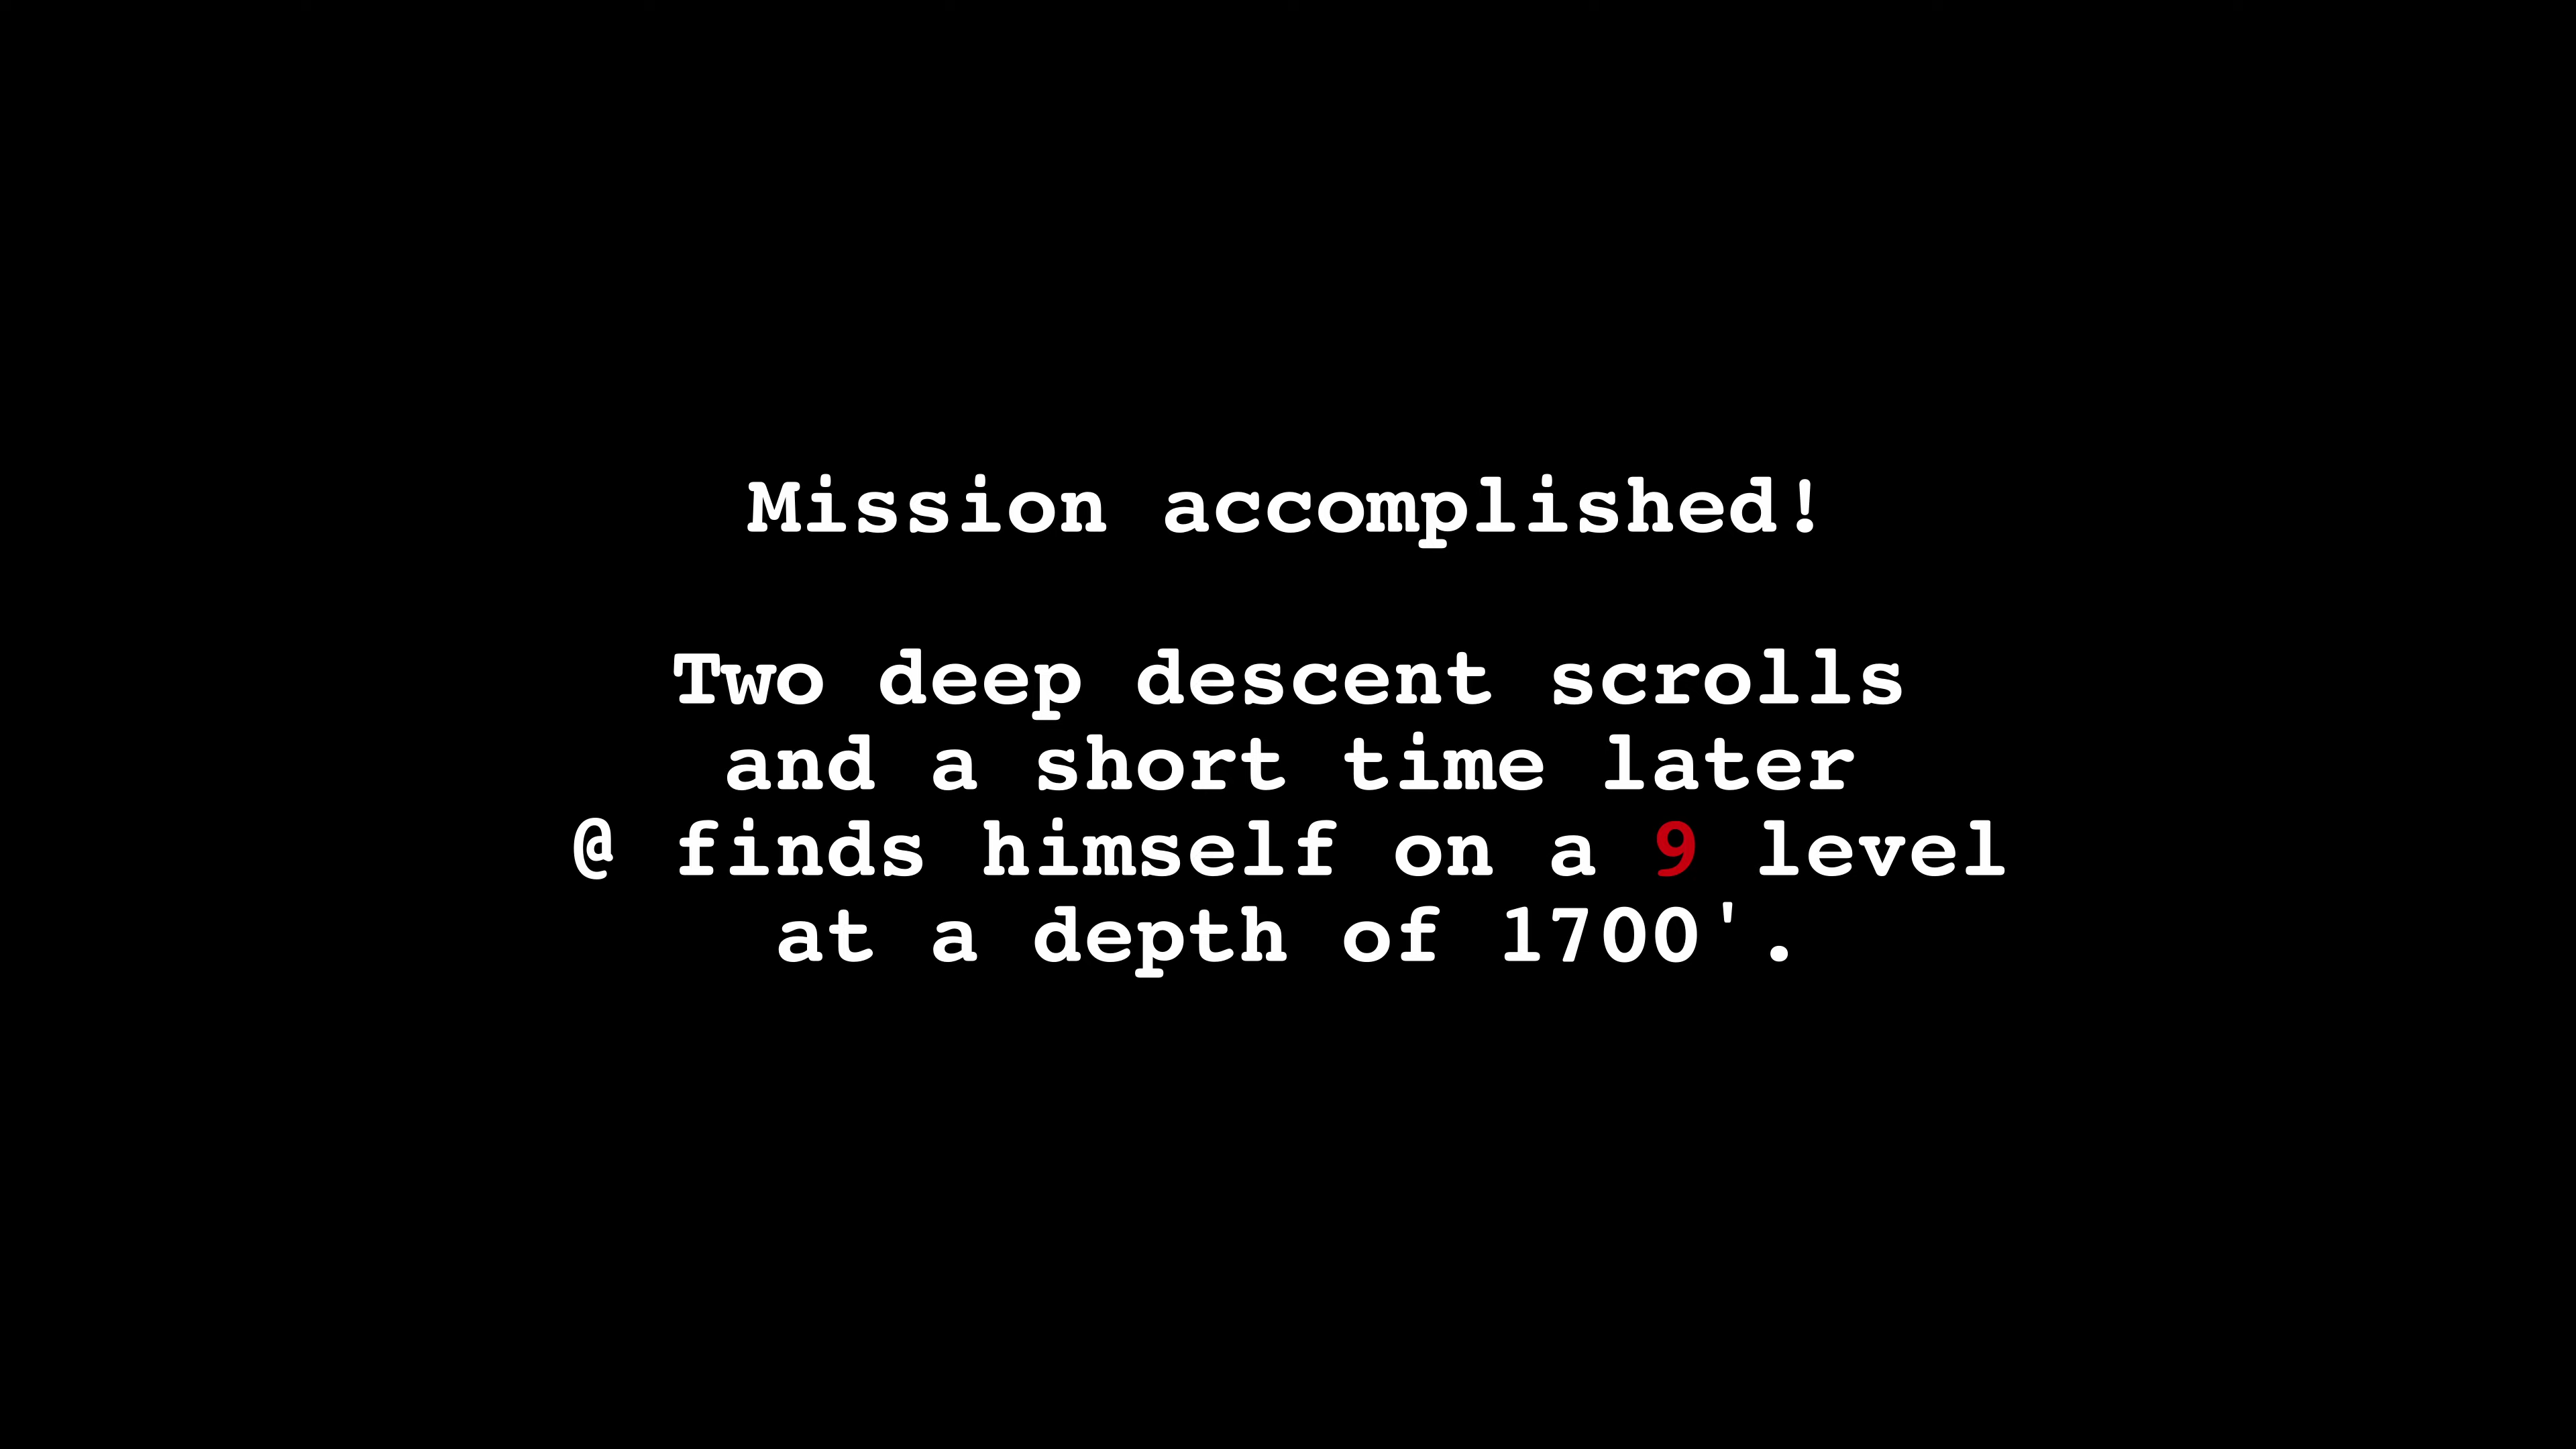 Mission accomplished!
Two deep descent scrolls
and a short time later
@ finds himself on a 9 level
at a depth of 1700'.